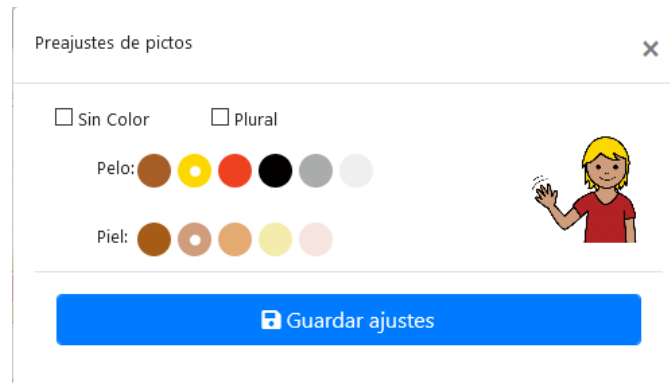 Preajustes de pictos
Sin Color
Plural
Pelo:
Piel:
Guardar ajustes